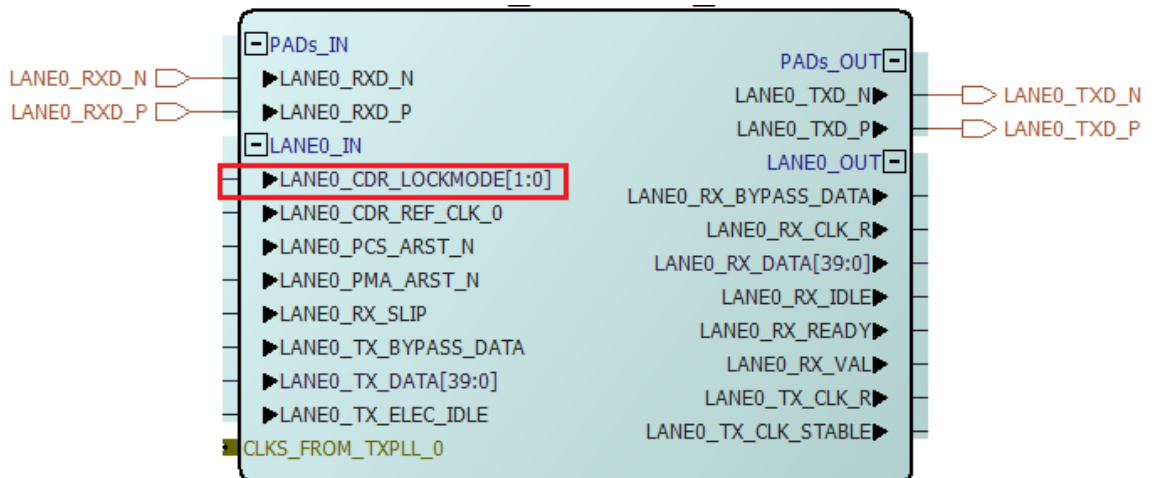 PADs_IN
LANE0_RXD_N
LANE0_RXD_N
LANE0_RXD_P
LANE0_RXD_P
LANE0_IN
LANE0_CDR_LOCKMODE[1:0]
LANE0_CDR_REF_CLK_0
LANE0_PCS_ARST_N
LANE0_PMA_ARST_N
LANE0_RX_SLIP
LANE0_TX_BYPASS_DATA
LANE0_TX_DATA[39:0]
LANE0_TX_ELEC_IDLE
CLKS_FROM_TXPLL_0
PADs_OUT
LANE0_TXD_N
LANE0_TXD_N
LANE0_TXD_P
LANE0_TXD_P
LANE0_OUT
LANE0_RX_BYPASS_DATA
LANE0_RX_CLK_R
LANE0_RX_DATA[39:0]
LANE0_RX_IDLE
LANE0_RX_READY
LANE0_RX_VAL
LANE0_TX_CLK_R
LANE0_TX_CLK_STABLE